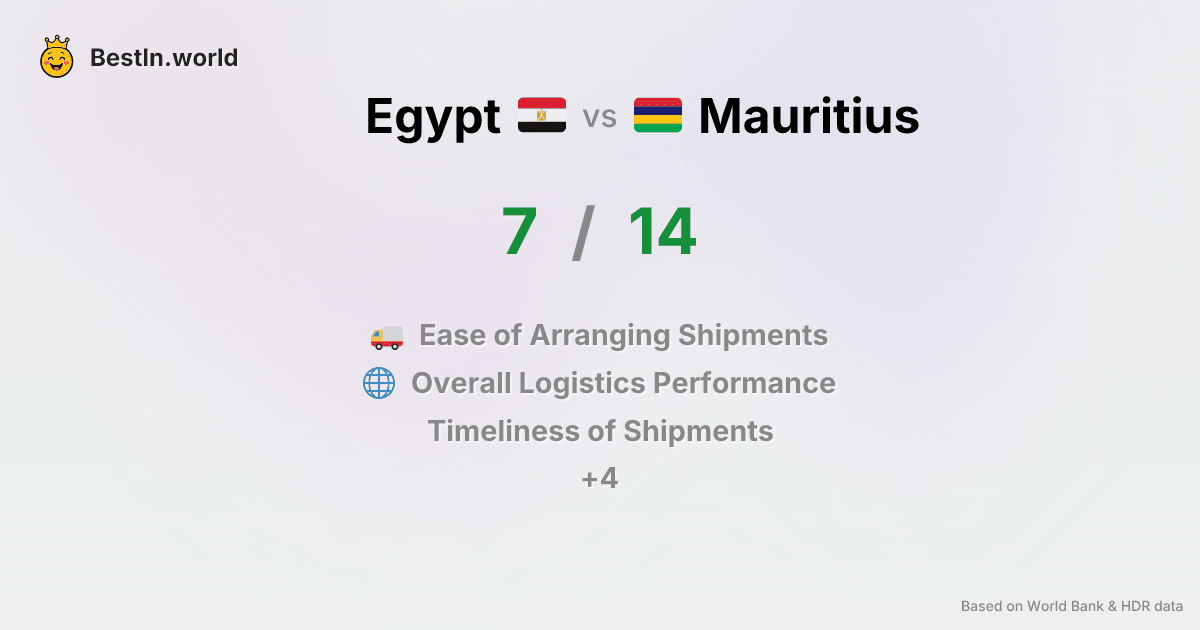 BestIn.world
Egypt vs Mauritius
7 / 14
Ease of Arranging Shipments
Overall Logistics Performance
Timeliness of Shipments
+4
Based on World Bank & HDR data